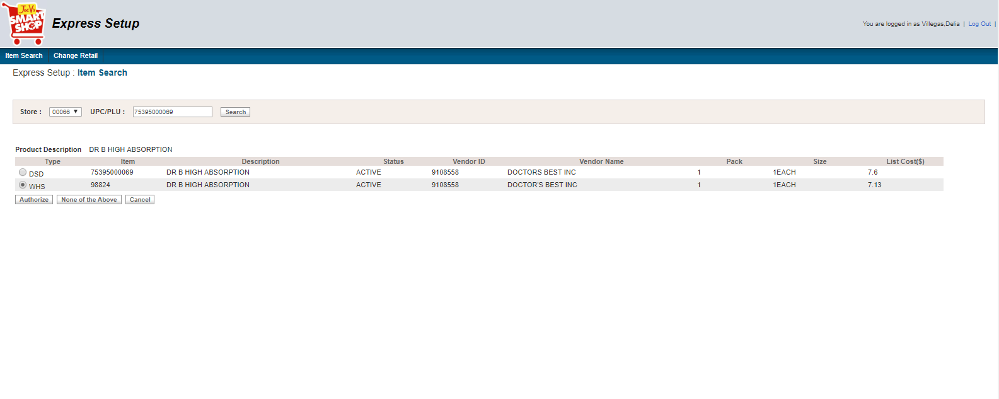 Joe V's
SMART
SHOP
Express Setup
You are logged in as Villegas,Delia | Log Out |
Item Search Change Retail
Express Setup : Item Search
Store : 00066 ▼ UPC/PLU : 75395000069 Search
Product Description DR B HIGH ABSORPTION
Type Item Description Status Vendor ID Vendor Name Pack Size List Cost($)
DSD 75395000069 DR B HIGH ABSORPTION ACTIVE 9108558 DOCTORS BEST INC 1 1EACH 7.6
WHS 98824 DR B HIGH ABSORPTION ACTIVE 9108558 DOCTOR'S BEST INC 1 1EACH 7.13
Authorize None of the Above Cancel